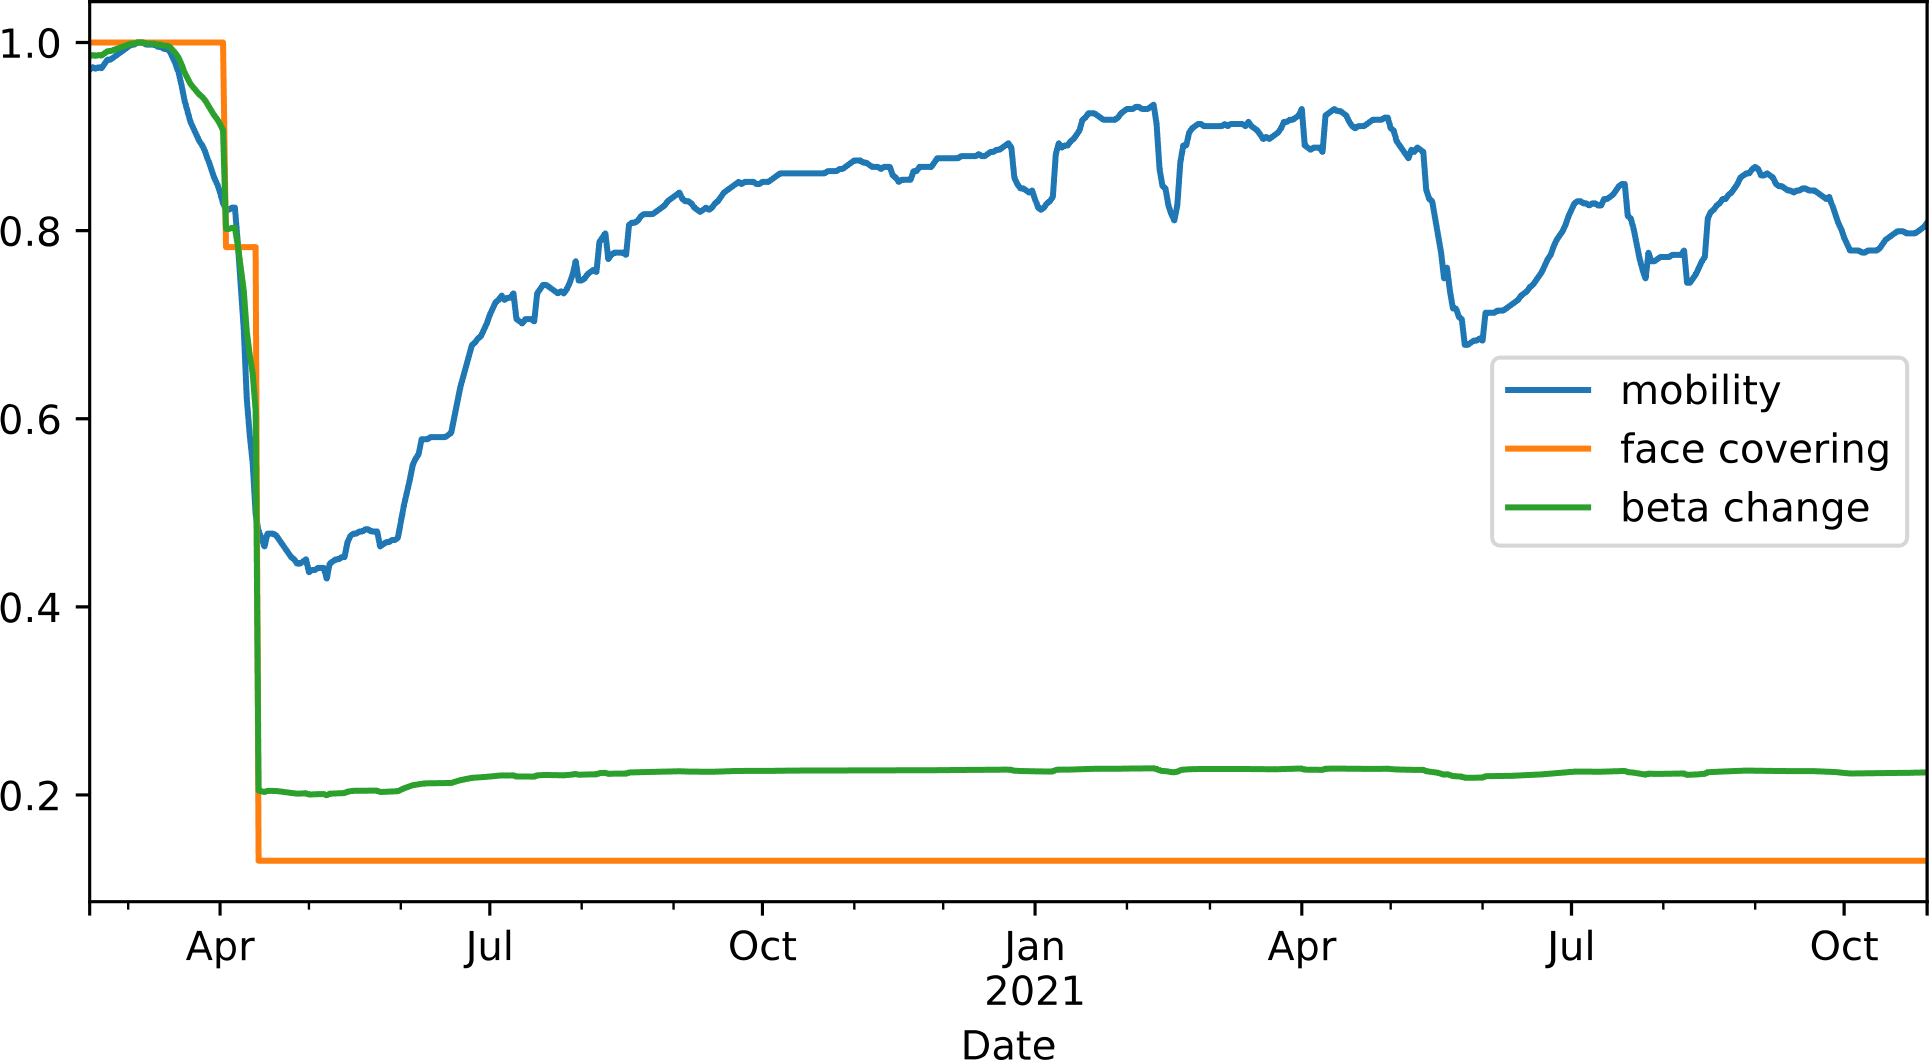 1.0
0.8
0.6
0.4
0.2
mobility
face covering
beta change
Apr Jul Oct Jan Apr Jul Oct
2021
Date